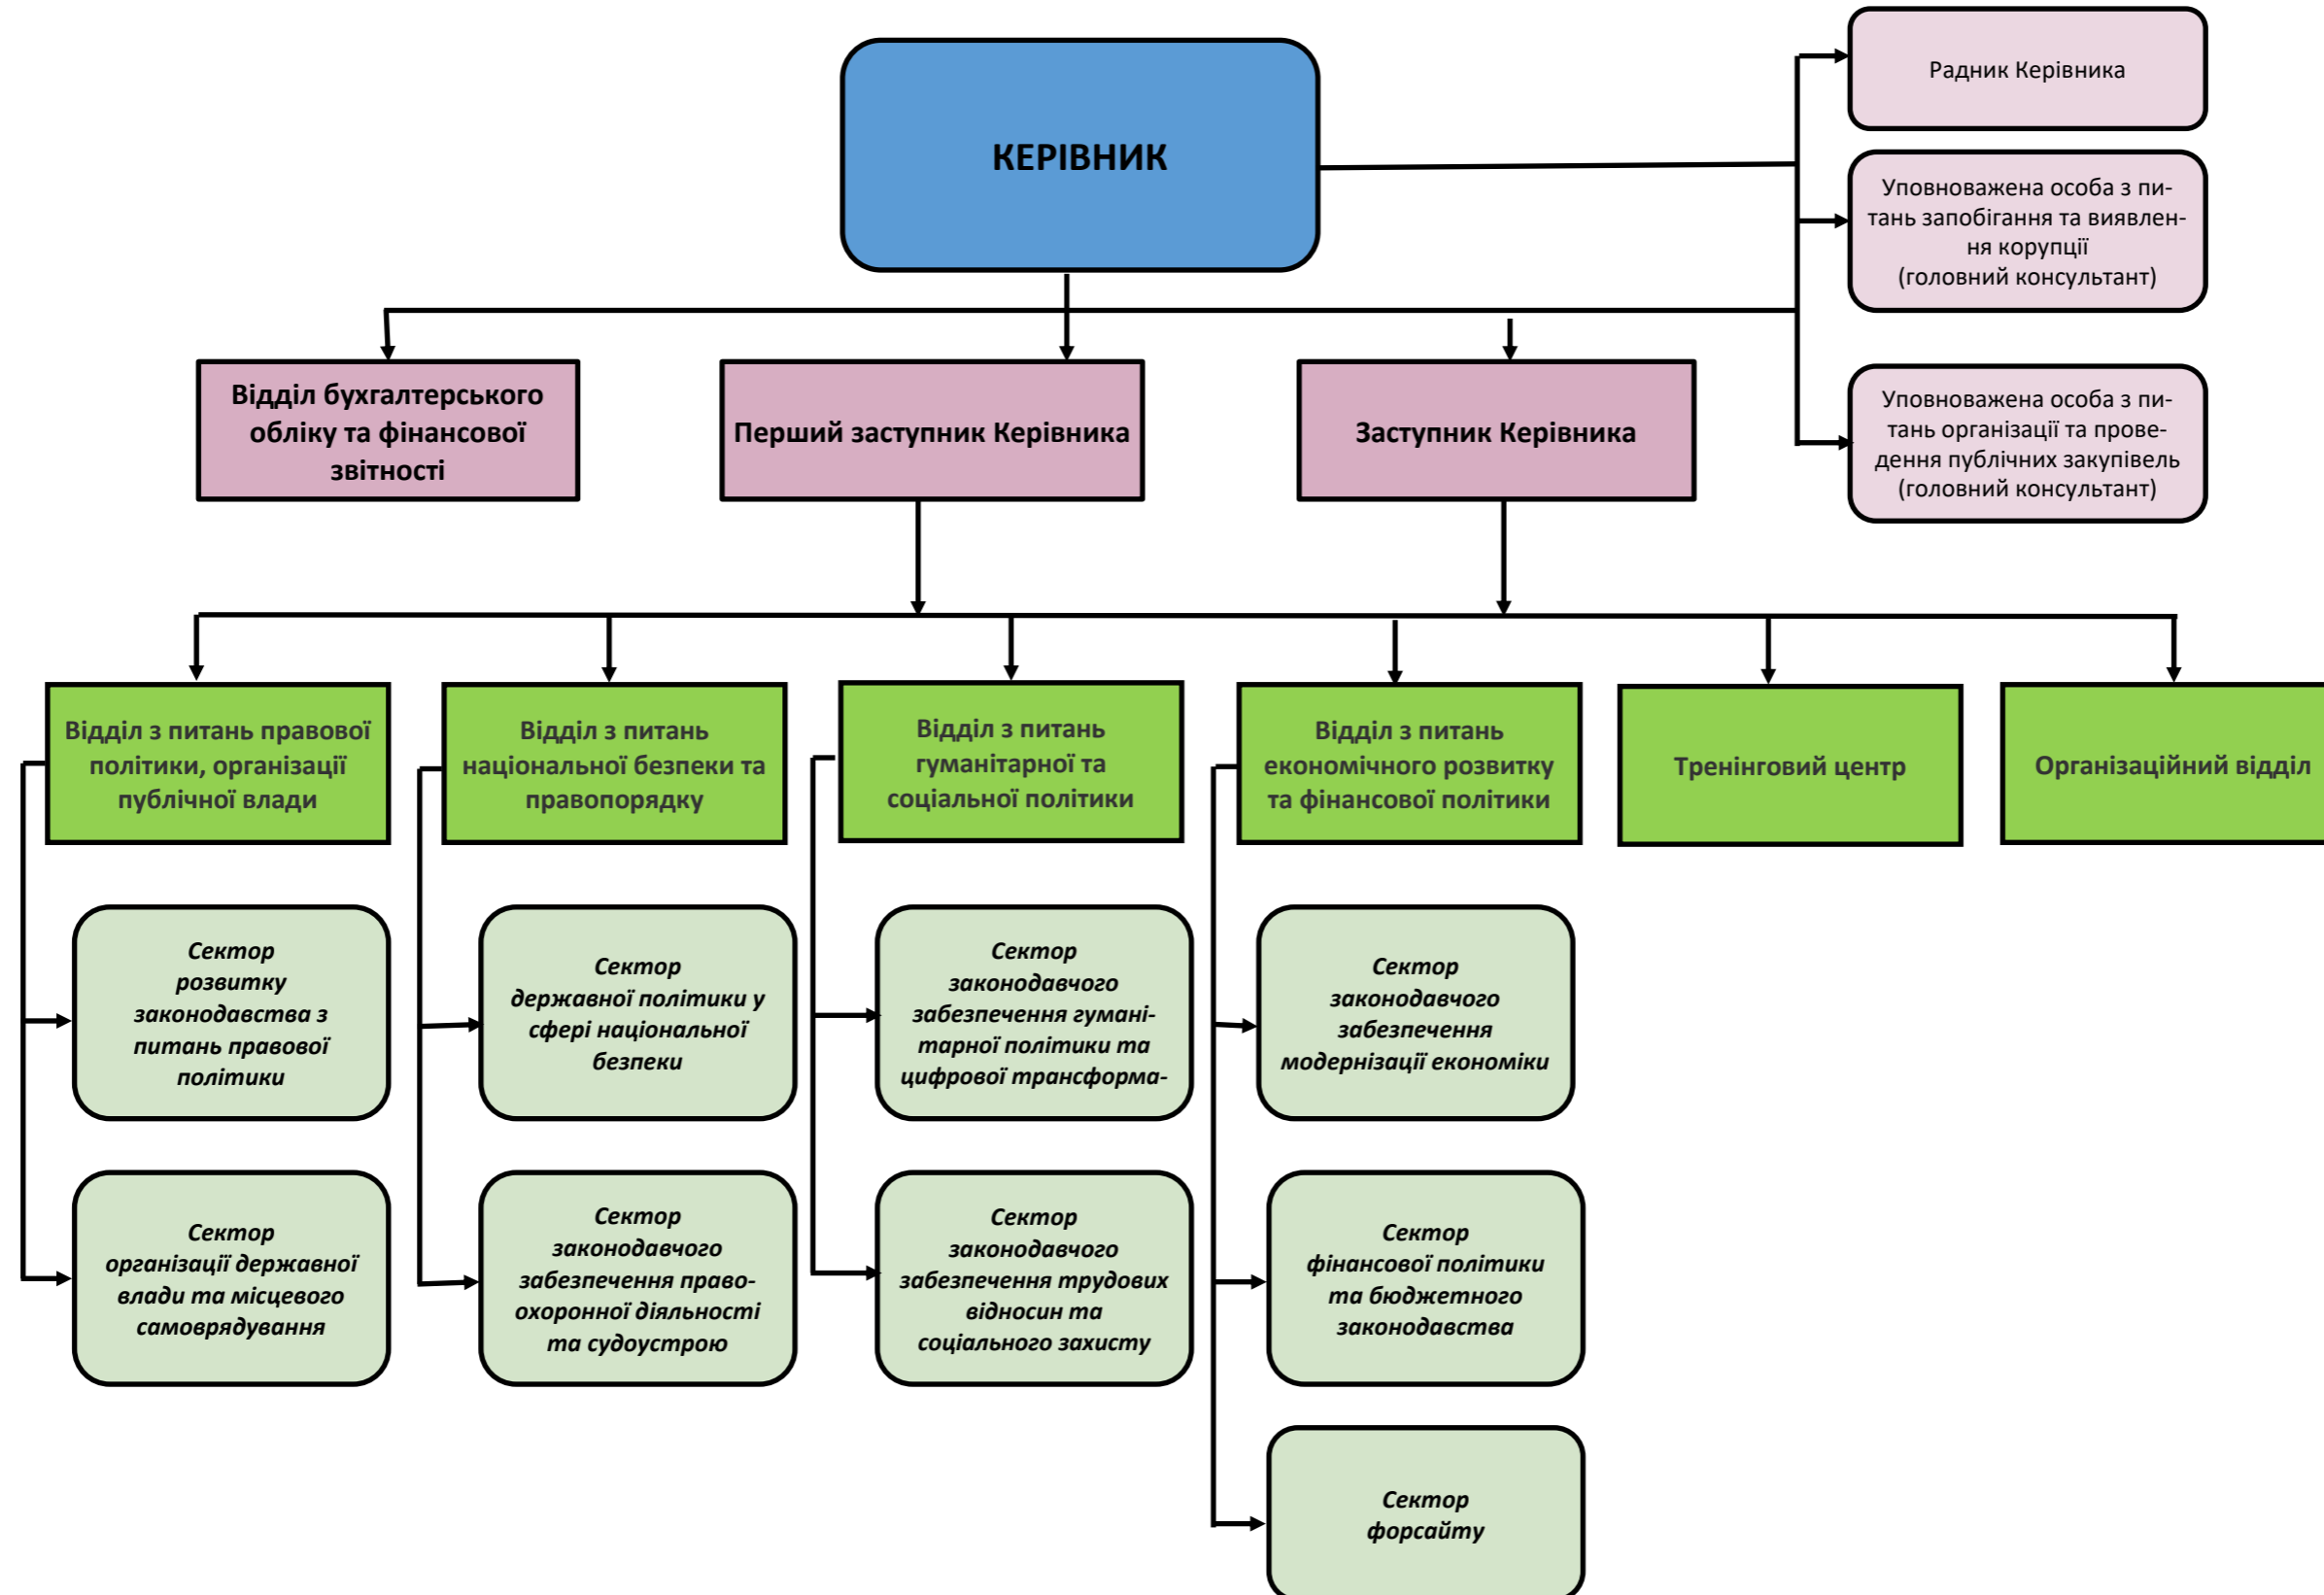 КЕРІВНИК
Радник Керівника
Уповноважена особа з пи-
тань запобігання та виявлен-
ня корупції
(головний консультант)
Уповноважена особа з пи-
тань організації та прове-
дення публічних закупівель
(головний консультант)
Відділ бухгалтерського
обліку та фінансової
звітності
Перший заступник Керівника
Заступник Керівника
Відділ з питань правової
політики, організації
публічної влади
Відділ з питань
національної безпеки та
правопорядку
Відділ з питань
гуманітарної та
соціальної політики
Відділ з питань
економічного розвитку
та фінансової політики
Тренінговий центр
Організаційний відділ
Сектор
розвитку
законодавства з
питань правової
політики
Сектор
державної політики у
сфері національної
безпеки
Сектор
законодавчого
забезпечення гумані-
тарної політики та
цифрової трансформа-
Сектор
законодавчого
забезпечення
модернізації економіки
Сектор
організації державної
влади та місцевого
самоврядування
Сектор
законодавчого
забезпечення право-
охоронної діяльності
та судоустрою
Сектор
законодавчого
забезпечення трудових
відносин та
соціального захисту
Сектор
фінансової політики
та бюджетного
законодавства
Сектор
форсайту